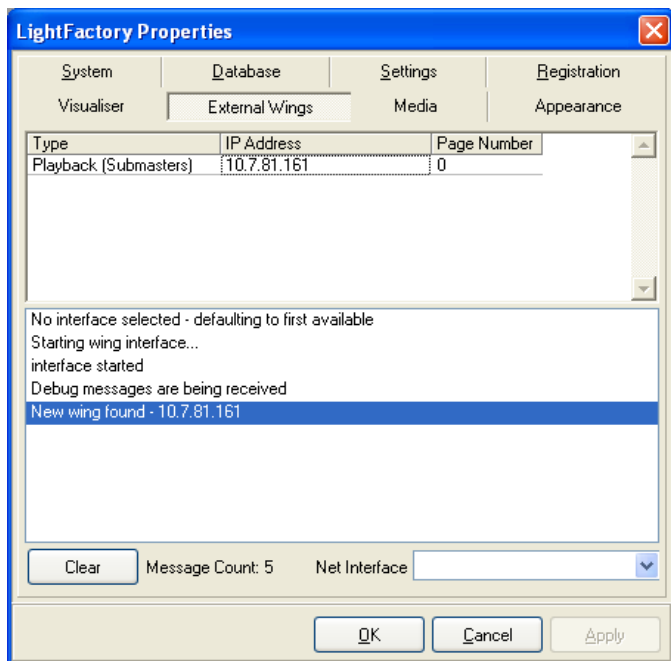 LightFactory Properties
System Database Settings Registration
Visualiser External Wings Media Appearance
Type IP Address Page Number
Playback (Submasters) 10.7.81.161 0
No interface selected - defaulting to first available
Starting wing interface...
interface started
Debug messages are being received
New wing found - 10.7.81.161
Clear Message Count: 5 Net Interface
OK Cancel Apply